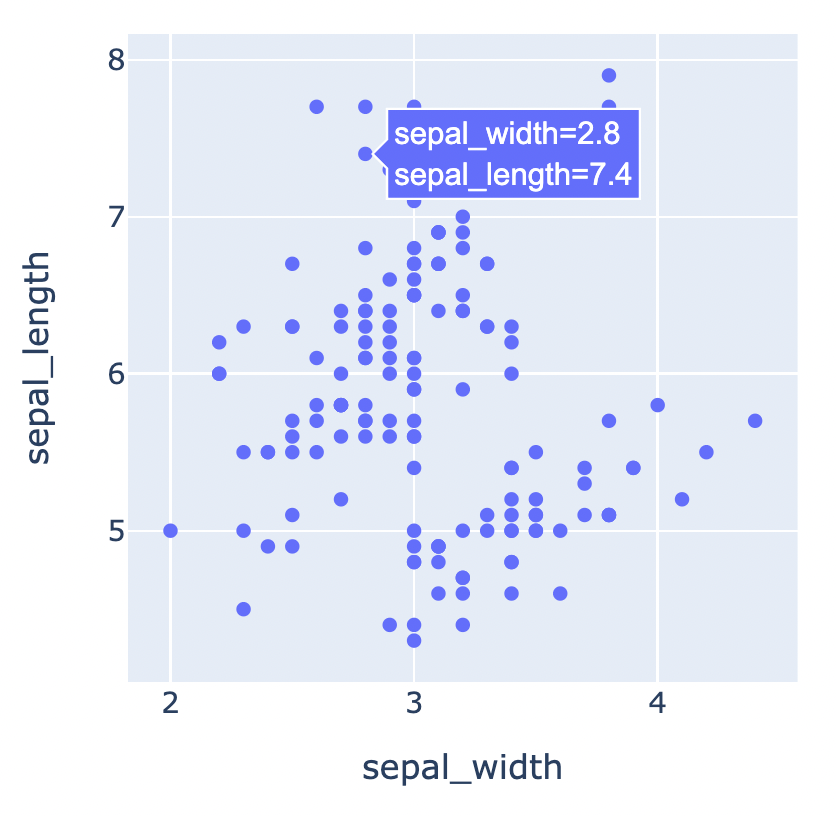 8
sepal_width=2.8
sepal_length=7.4
7
sepal_length
6
5
2 3 4
sepal_width